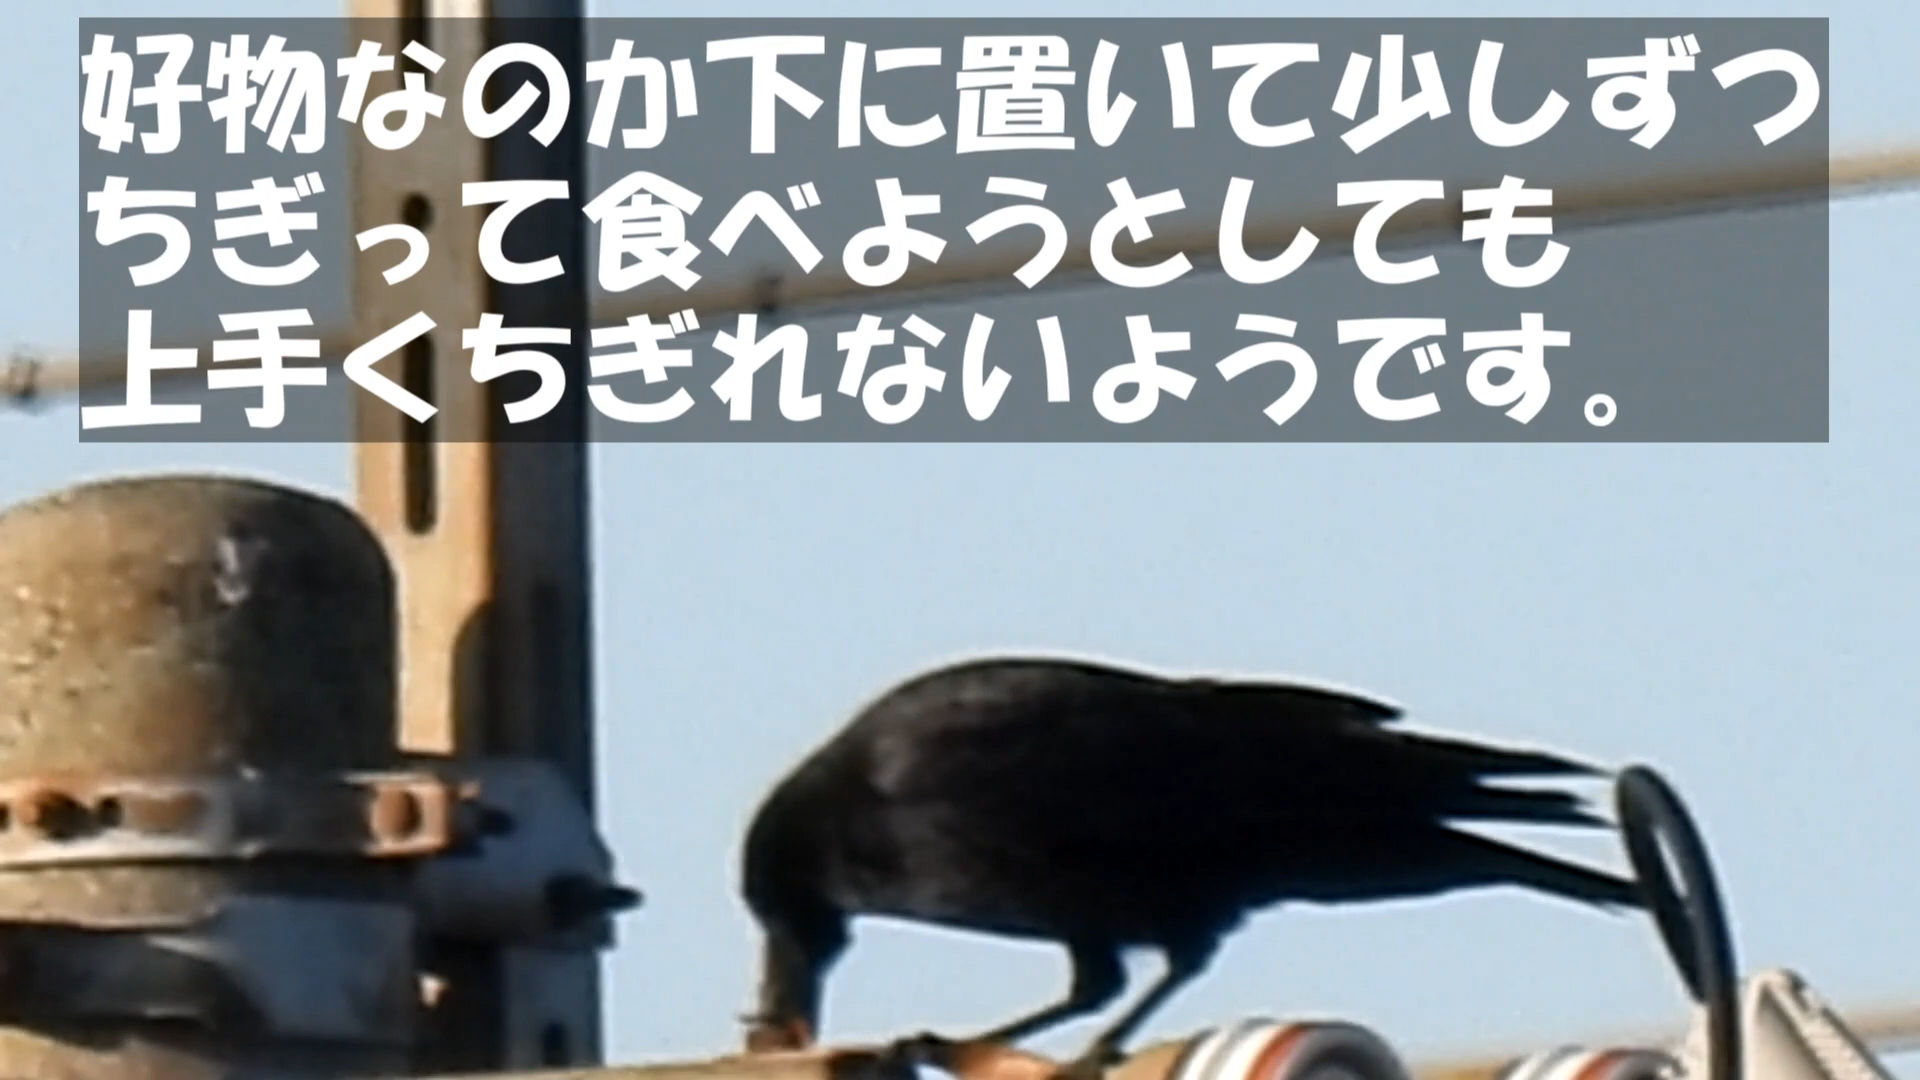 好物なのか下に置いて少しずつ
ちぎって食べようとしても
上手くちぎれないようです。